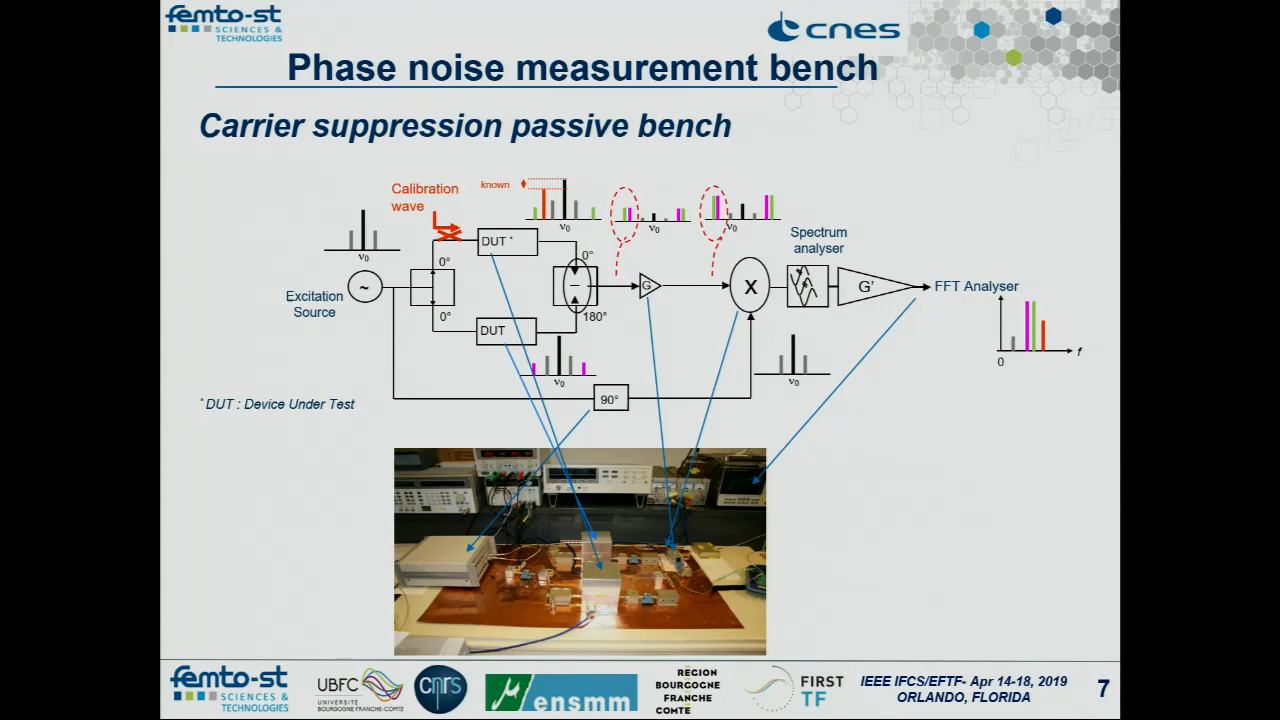 femto-st
SCIENCES &
TECHNOLOGIES
cnes
Phase noise measurement bench
Carrier suppression passive bench
Calibration
wave
known
ν0
DUT *
0°
0°
0°
180°
DUT
~
Excitation
Source
–
G
ν0
ν0
X
Spectrum
analyser
G'
FFT Analyser
0
f
ν0
ν0
90°
* DUT : Device Under Test
femto-st
SCIENCES &
TECHNOLOGIES
UBFC
UNIVERSITÉ
BOURGOGNE FRANCHE-COMTÉ
cnrs
ensmm
REGION
BOURGOGNE
FRANCHE
COMTE
FIRST
TF
IEEE IFCS/EFTF- Apr 14-18, 2019
ORLANDO, FLORIDA
7